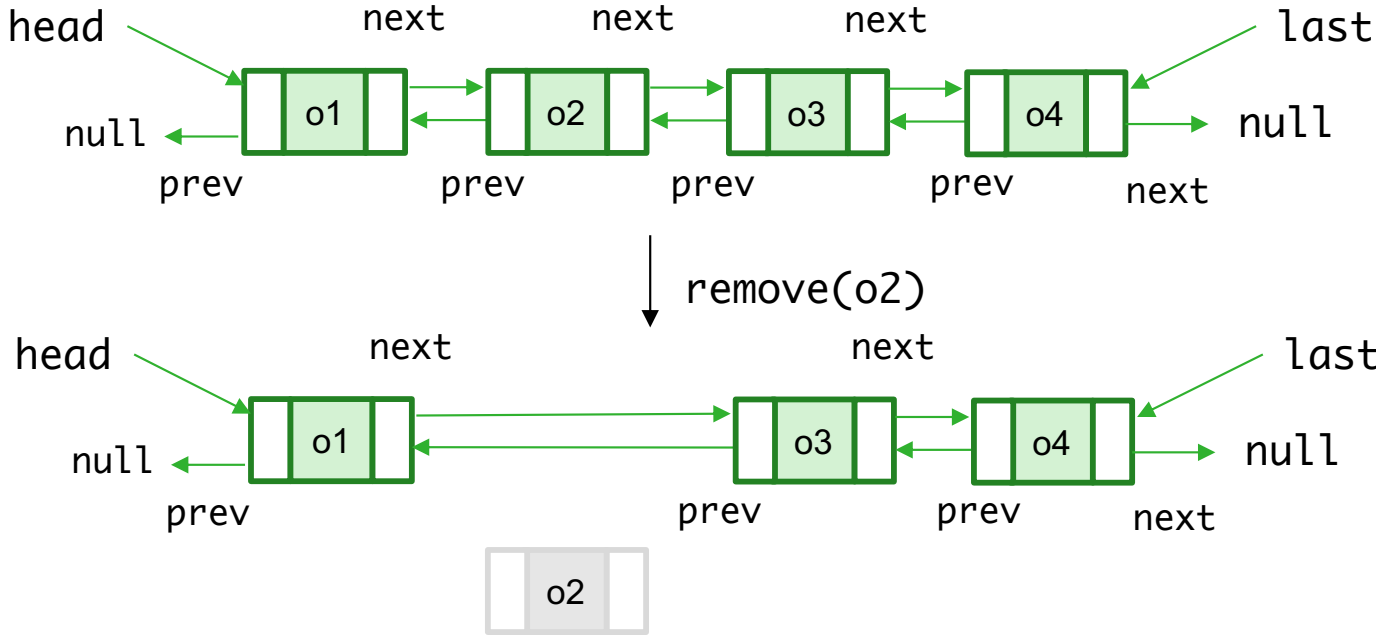 next next next
head last
o1 o2 o3 o4
null null
prev prev prev prev next
remove(o2)
next next
head last
o1 o3 o4
null null
prev prev prev next
o2